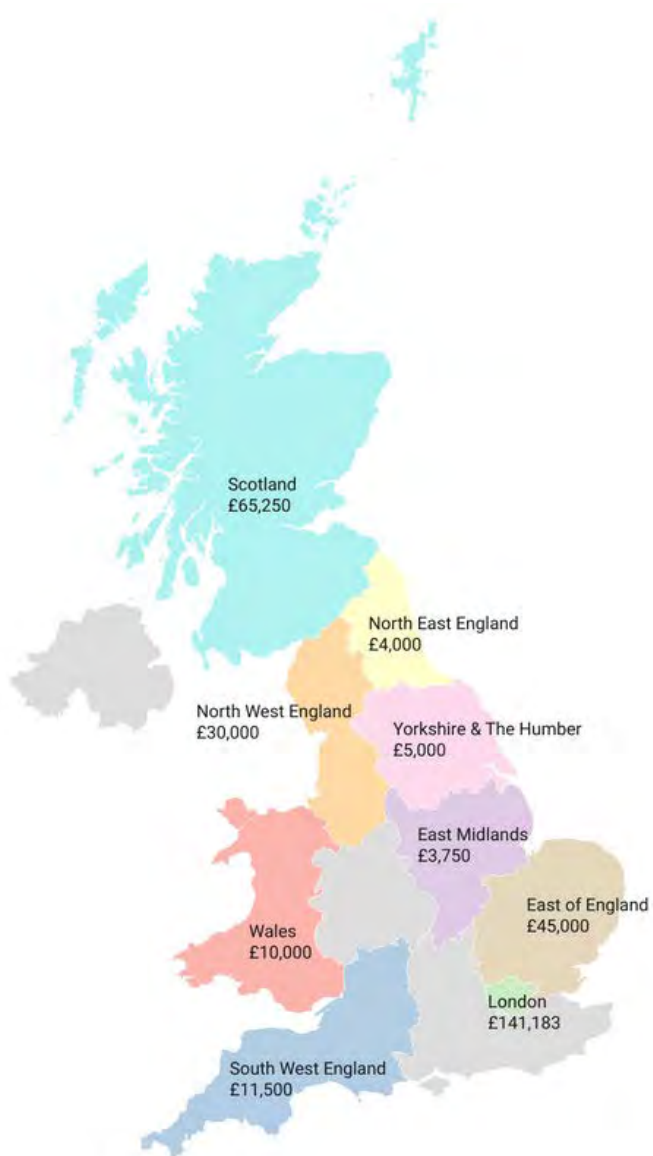 Scotland
£65,250
North East England
£4,000
North West England
£30,000
Yorkshire & The Humber
£5,000
East Midlands
£3,750
East of England
£45,000
Wales
£10,000
London
£141,183
South West England
£11,500